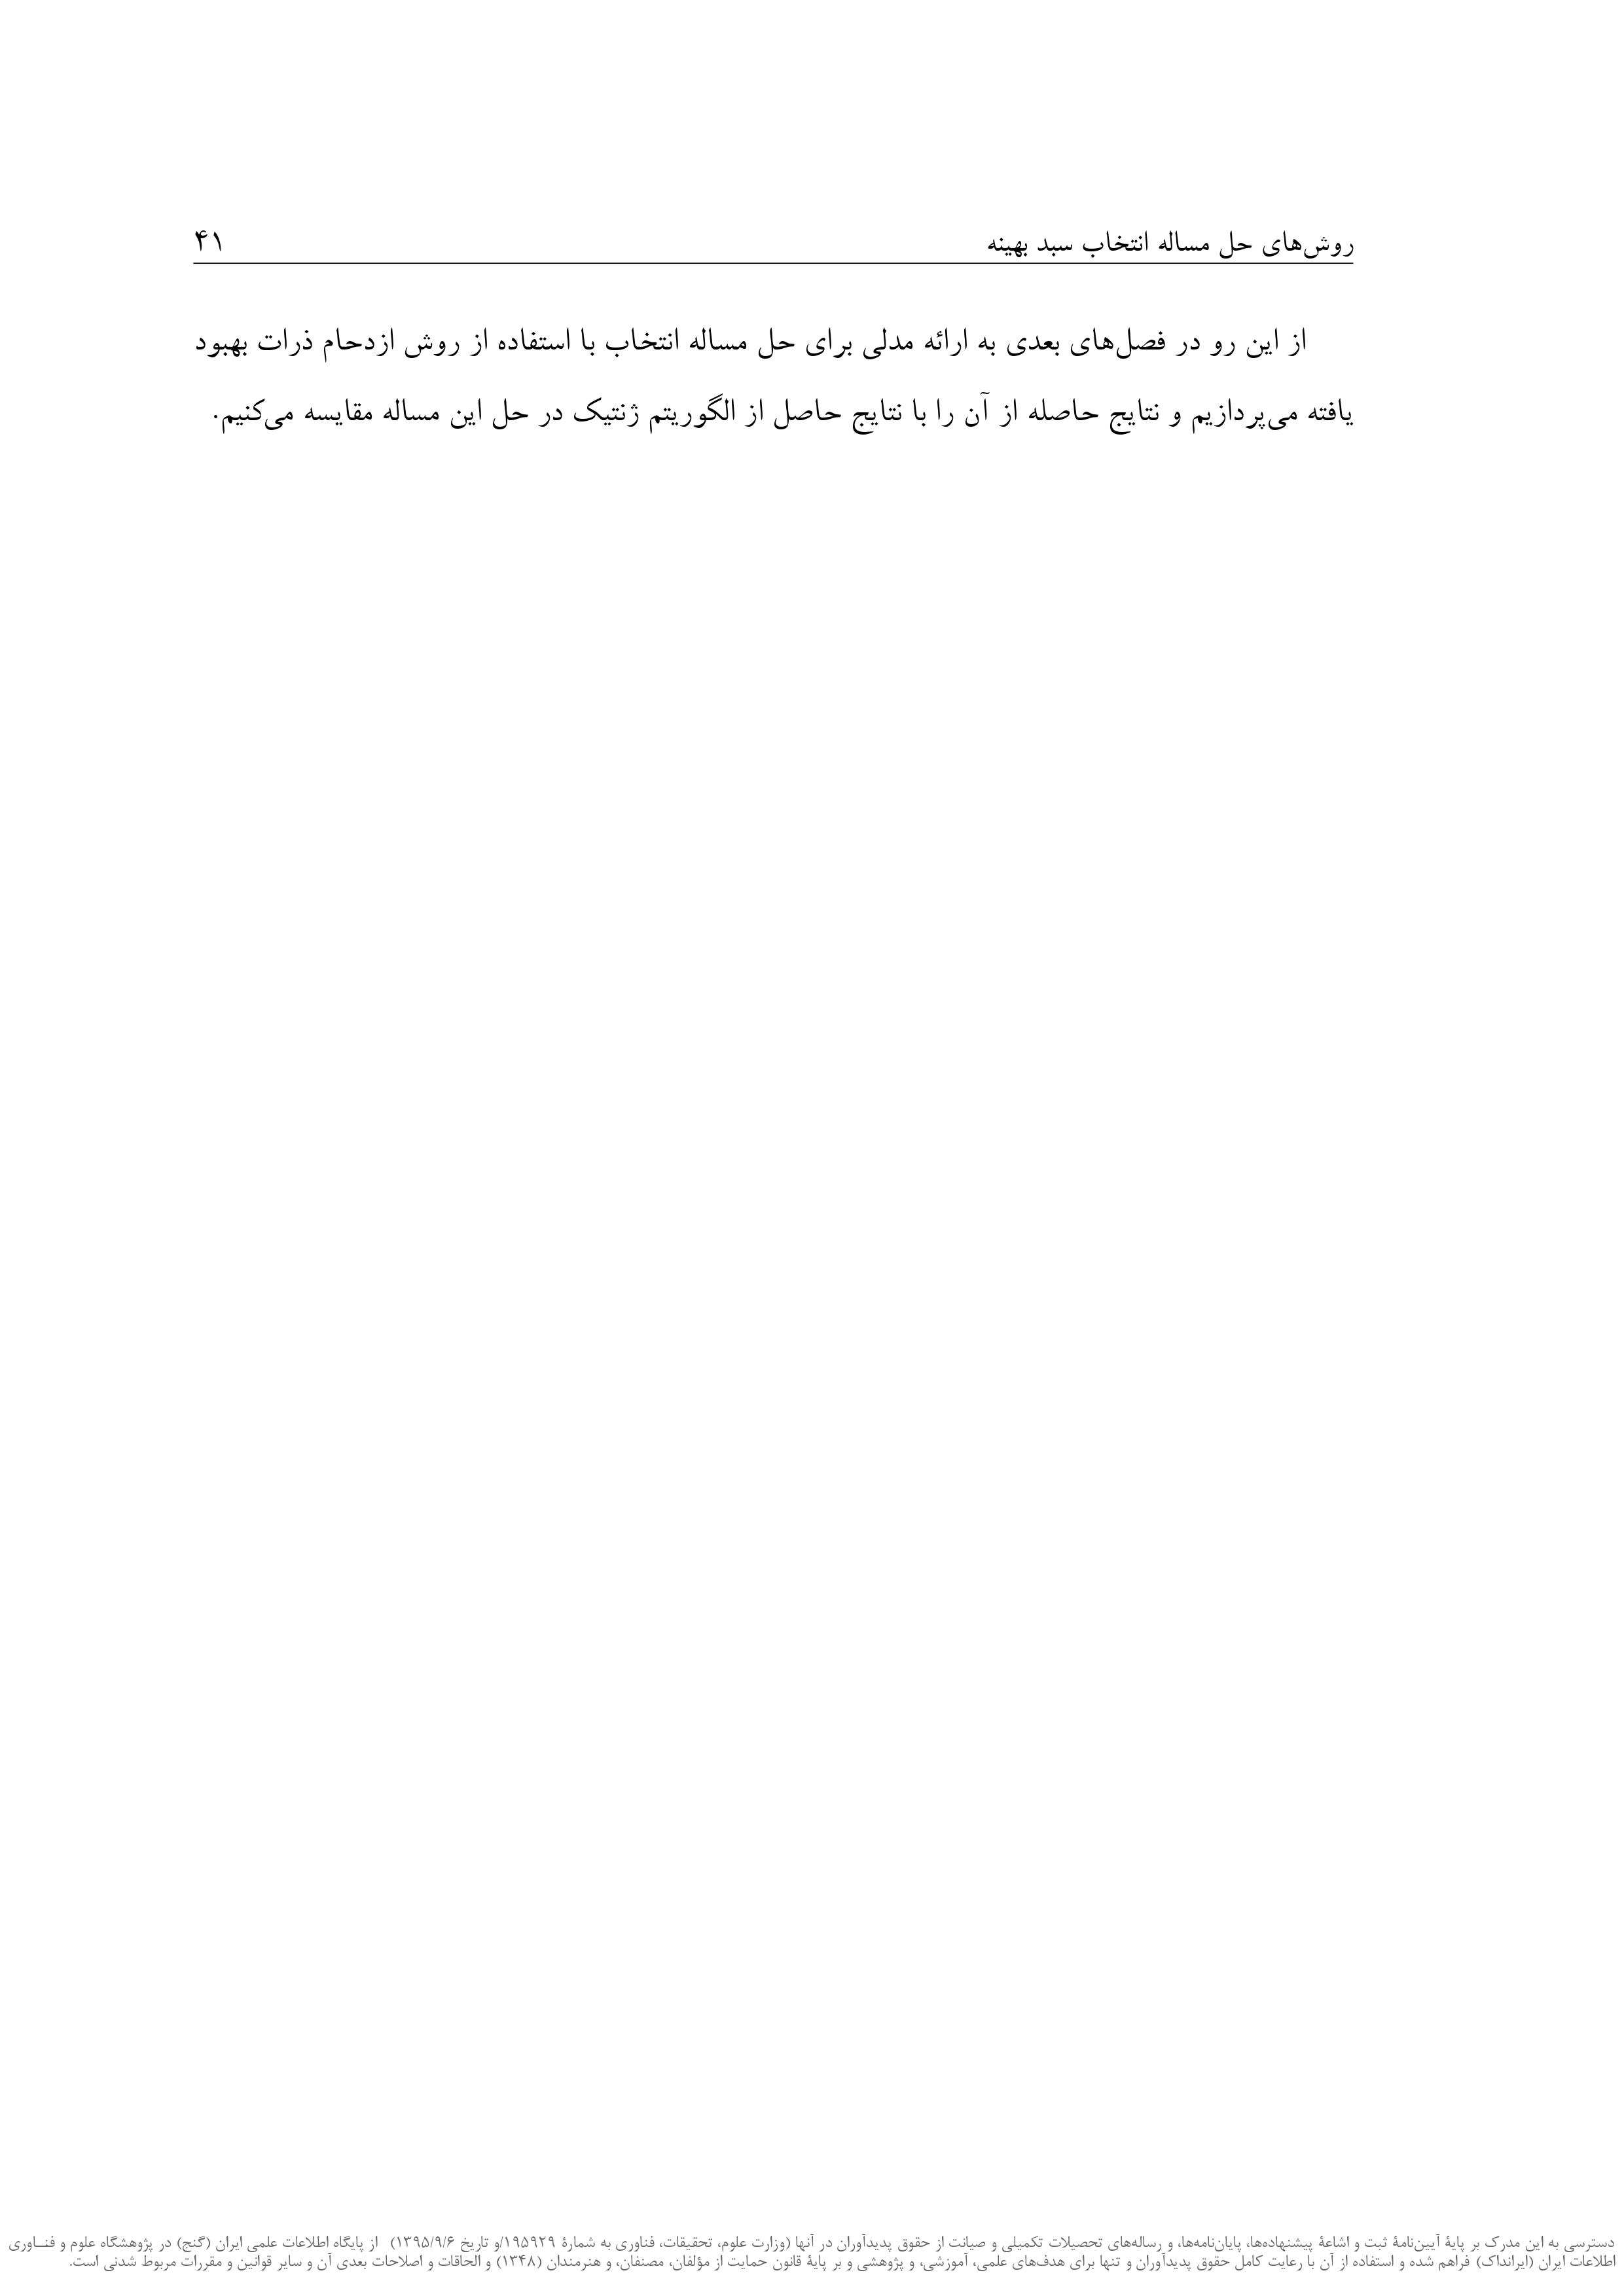 روش‌های حل مساله انتخاب سبد بهینه ۴۱
از این رو در فصل‌های بعدی به ارائه مدلی برای حل مساله انتخاب با استفاده از روش ازدحام ذرات بهبود
یافته می‌پردازیم و نتایج حاصله از آن را با نتایج حاصل از الگوریتم ژنتیک در حل این مساله مقایسه می‌کنیم.
دسترسی به این مدرک بر پایهٔ آیین‌نامهٔ ثبت و اشاعهٔ پیشنهاده‌ها، پایان‌نامه‌ها، و رساله‌های تحصیلات تکمیلی و صیانت از حقوق پدیدآوران در آنها (وزارت علوم، تحقیقات، فناوری به شمارهٔ ۱۹۵۹۲۹/و تاریخ ۱۳۹۵/۹/۶) از پایگاه اطلاعات علمی ایران (گنج) در پژوهشگاه علوم و فنــاوری
اطلاعات ایران (ایرانداک) فراهم شده و استفاده از آن با رعایت کامل حقوق پدیدآوران و تنها برای هدف‌های علمی، آموزشی، و پژوهشی و بر پایهٔ قانون حمایت از مؤلفان، مصنفان، و هنرمندان (۱۳۴۸) و الحاقات و اصلاحات بعدی آن و سایر قوانین و مقررات مربوط شدنی است.